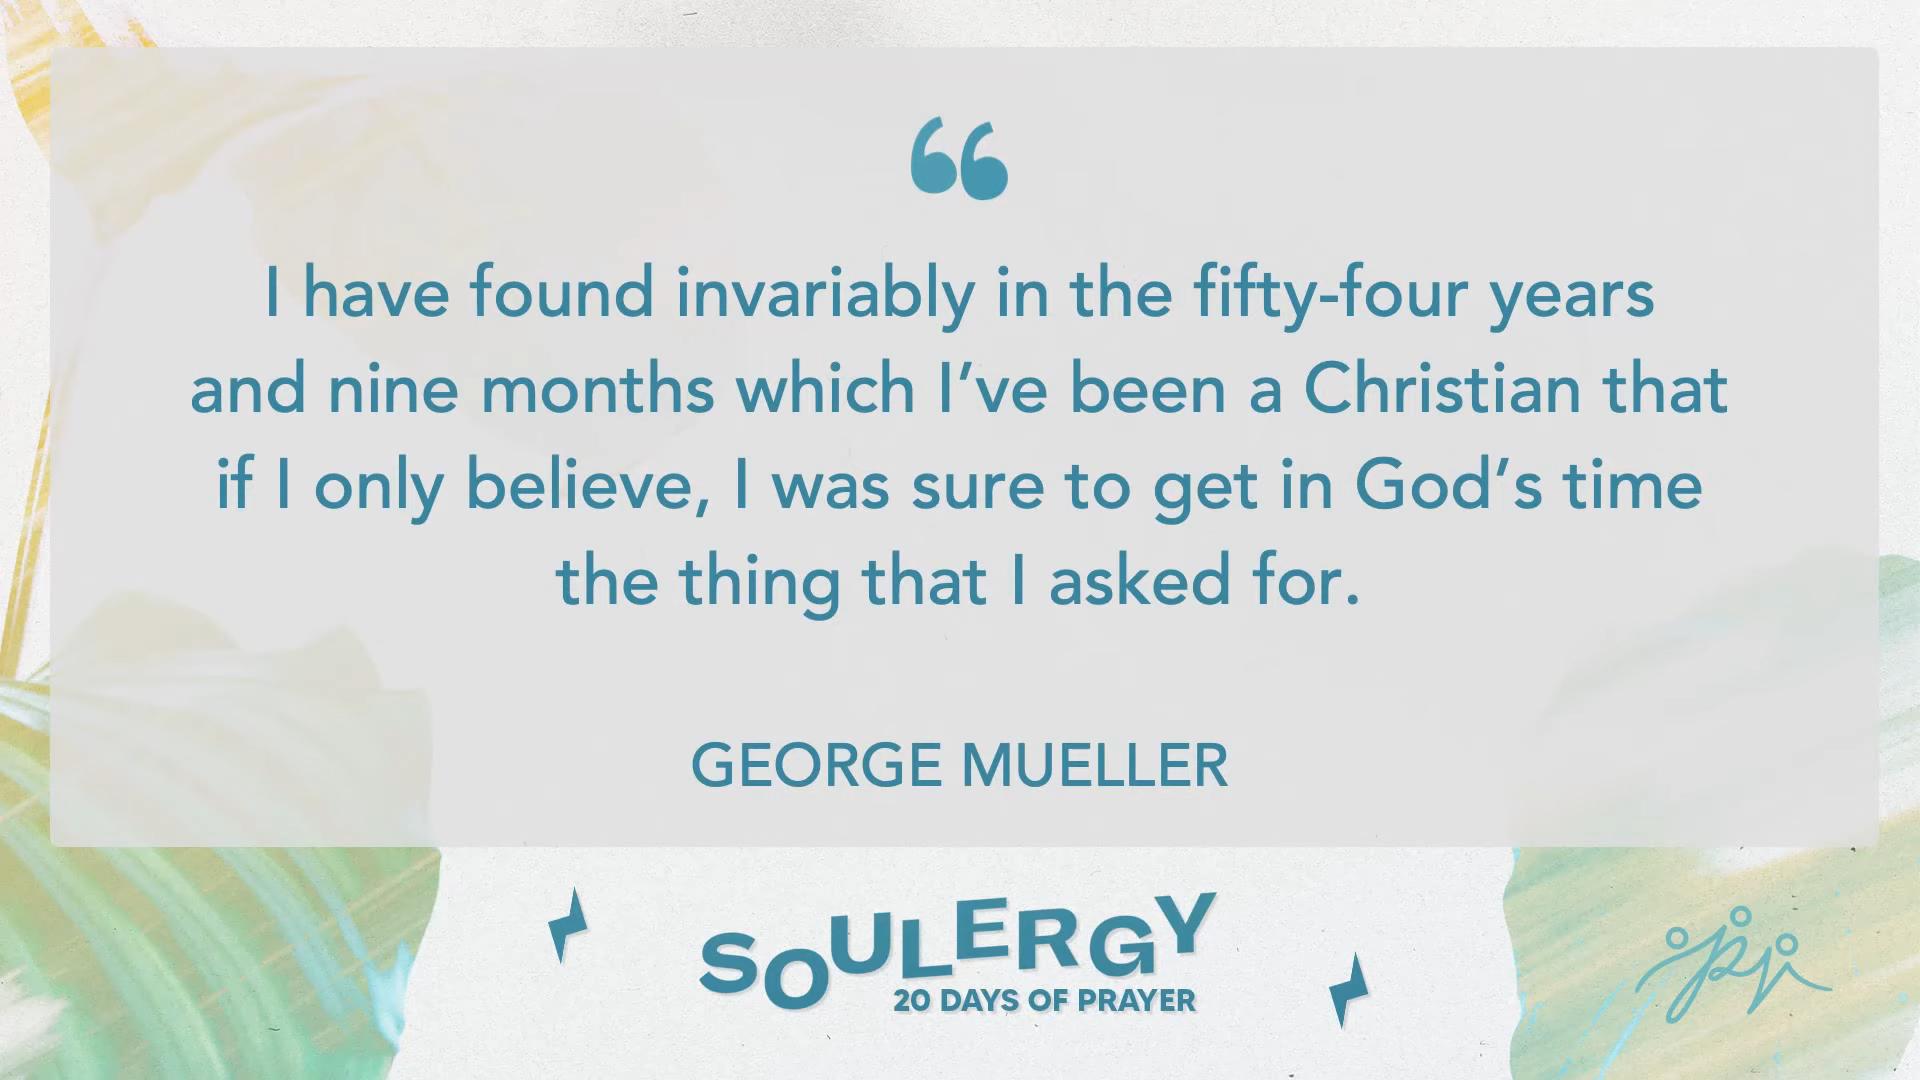 “
I have found invariably in the fifty-four years
and nine months which I’ve been a Christian that
if I only believe, I was sure to get in God’s time
the thing that I asked for.
GEORGE MUELLER
SOULERGY
20 DAYS OF PRAYER